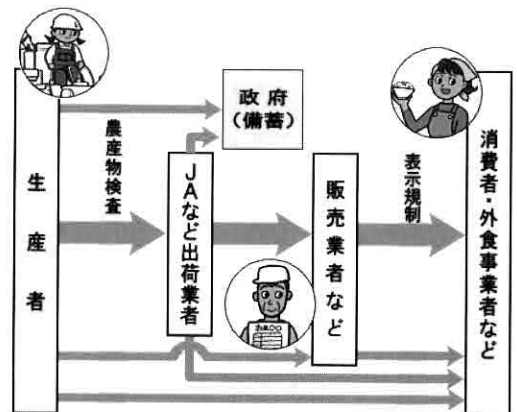 生産者
農産物検査
政府
(備蓄)
JAなど出荷業者
販売業者など
表示規制
消費者・外食事業者など